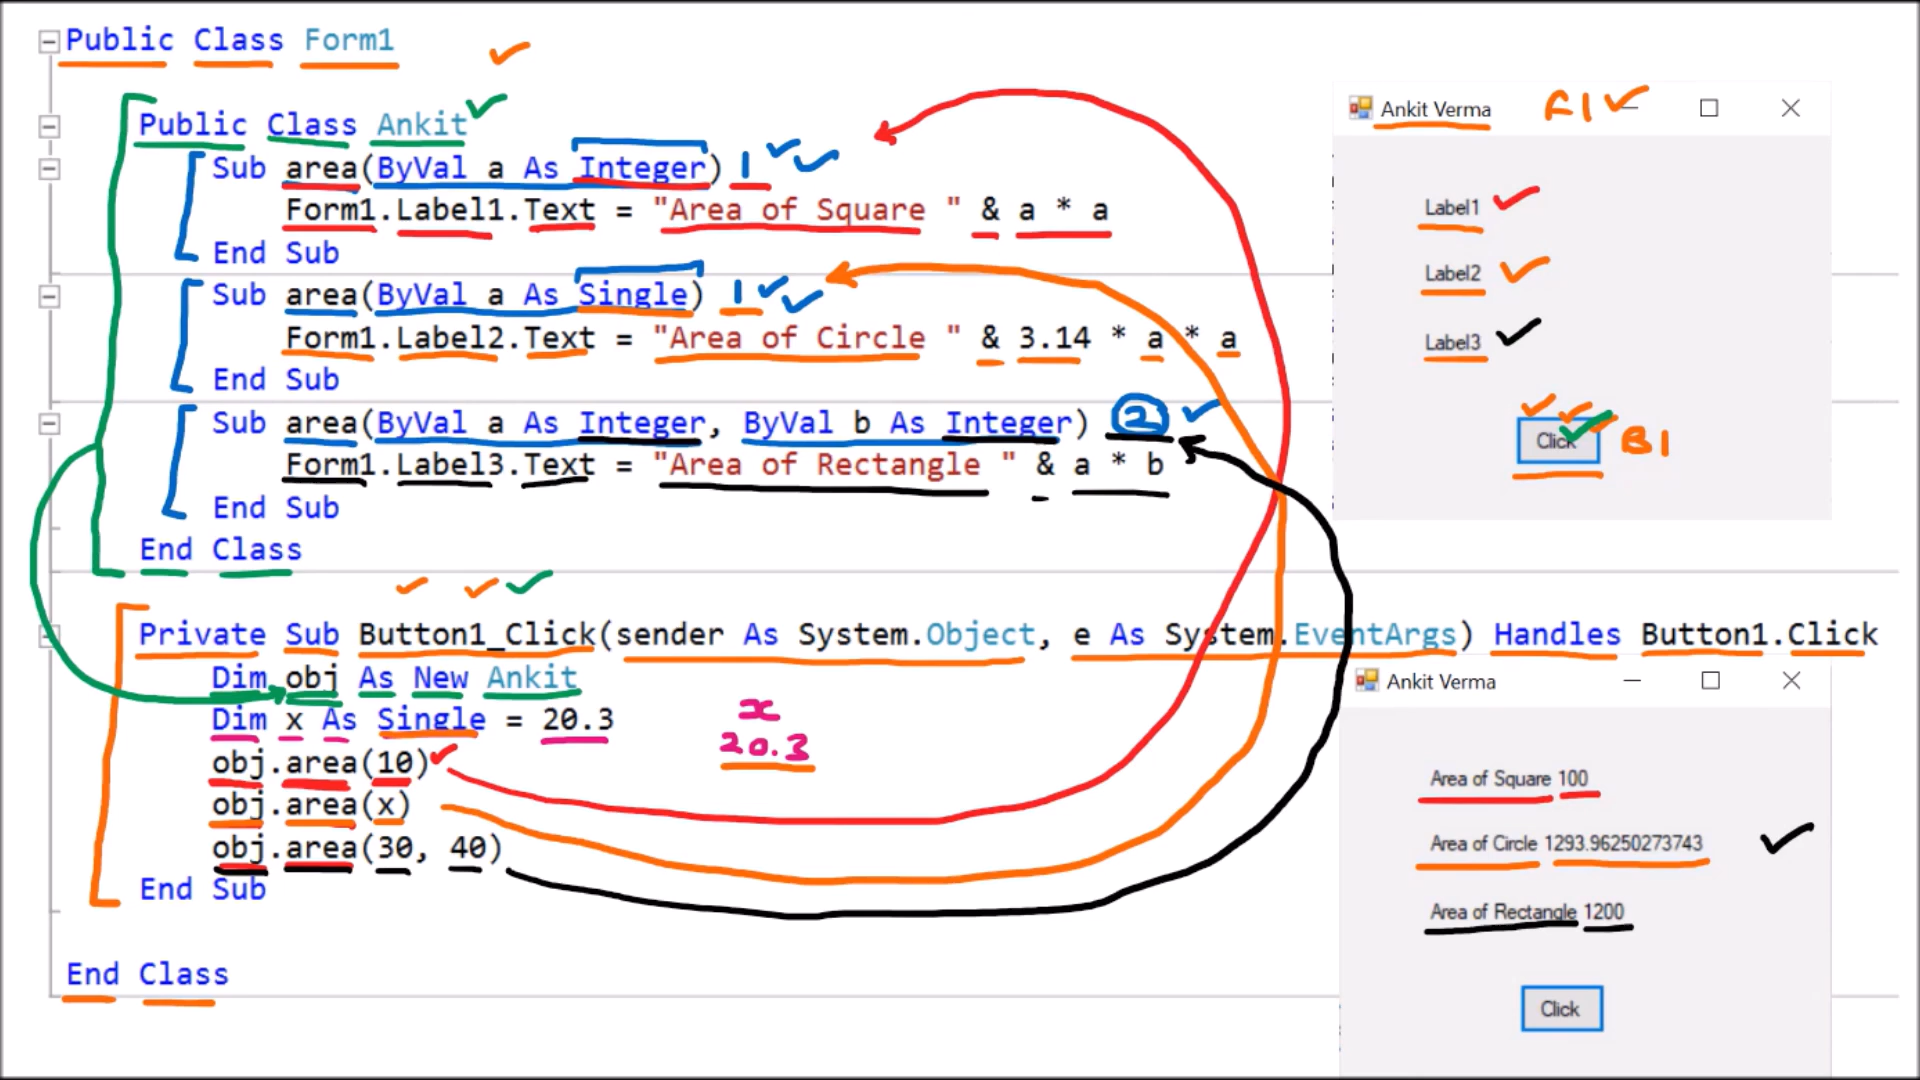 Public Class Form1
Public Class Ankit
Sub area(ByVal a As Integer) 1
Form1.Label1.Text = "Area of Square " & a * a
End Sub
Sub area(ByVal a As Single) 1
Form1.Label2.Text = "Area of Circle " & 3.14 * a * a
End Sub
Sub area(ByVal a As Integer, ByVal b As Integer) 2
Form1.Label3.Text = "Area of Rectangle " & a * b
End Sub
End Class
Private Sub Button1_Click(sender As System.Object, e As System.EventArgs) Handles Button1.Click
Dim obj As New Ankit
Dim x As Single = 20.3
x
20.3
obj.area(10)
obj.area(x)
obj.area(30, 40)
End Sub
End Class
Ankit Verma F1
Label1
Label2
Label3
Click B1
Ankit Verma
Area of Square 100
Area of Circle 1293.96250273743
Area of Rectangle 1200
Click